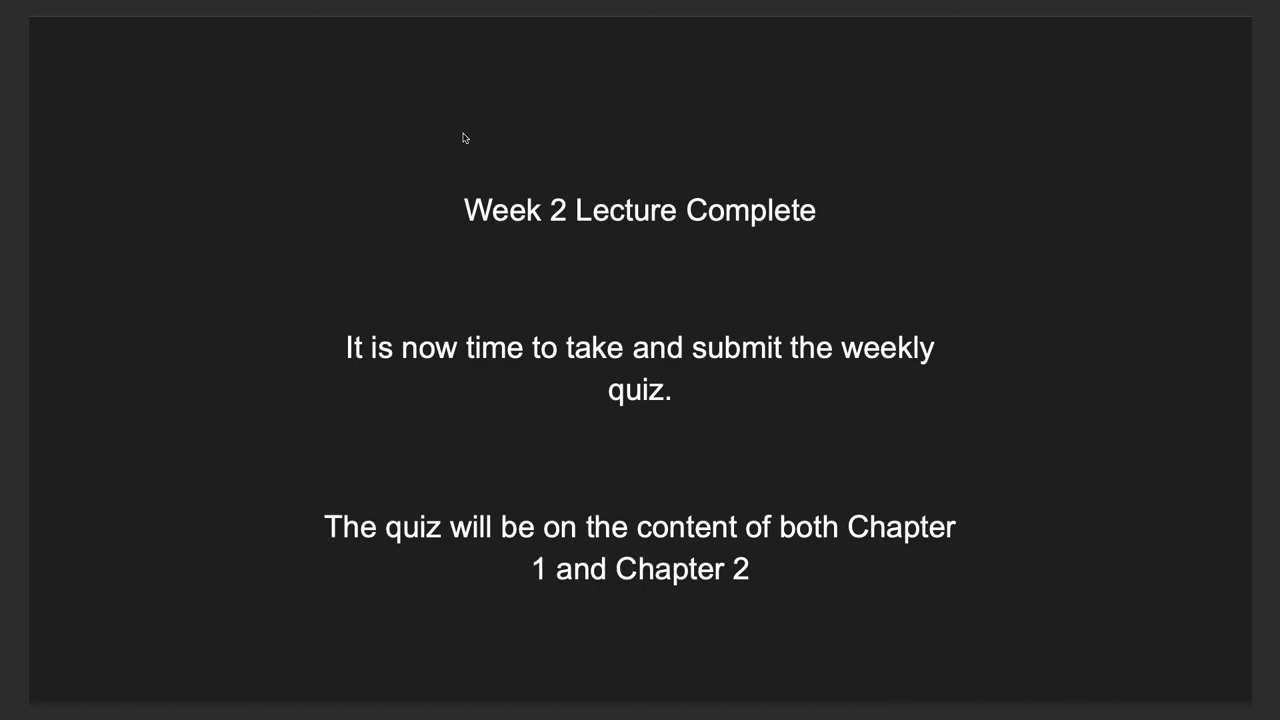 Week 2 Lecture Complete
It is now time to take and submit the weekly
quiz.
The quiz will be on the content of both Chapter
1 and Chapter 2